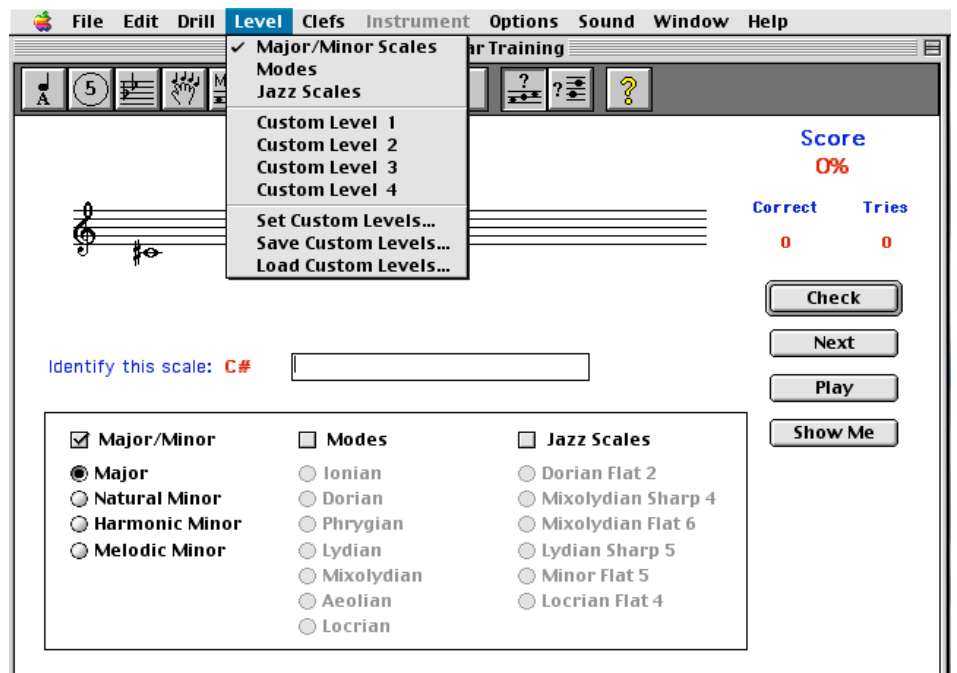 File Edit Drill Level Clefs Instrument Options Sound Window Help
ar Training
✓ Major/Minor Scales
Modes
Jazz Scales
Custom Level 1
Custom Level 2
Custom Level 3
Custom Level 4
Set Custom Levels...
Save Custom Levels...
Load Custom Levels...
A 5 M ? ? ?
Score
0%
Correct Tries
0 0
Check
Next
Play
Show Me
Identify this scale: C#
Major/Minor Modes Jazz Scales
Major Ionian Dorian Flat 2
Natural Minor Dorian Mixolydian Sharp 4
Harmonic Minor Phrygian Mixolydian Flat 6
Melodic Minor Lydian Lydian Sharp 5
Mixolydian Minor Flat 5
Aeolian Locrian Flat 4
Locrian